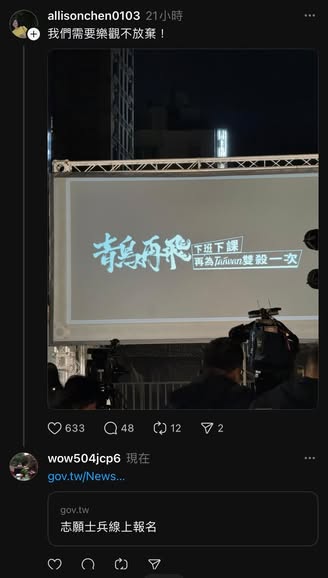 allisonchen0103 21小時
我們需要樂觀不放棄！
青鳥再飛 下班下課
再為Taiwan雙殺一次
633 48 12 2
wow504jcp6 現在
gov.tw/News...
gov.tw
志願士兵線上報名